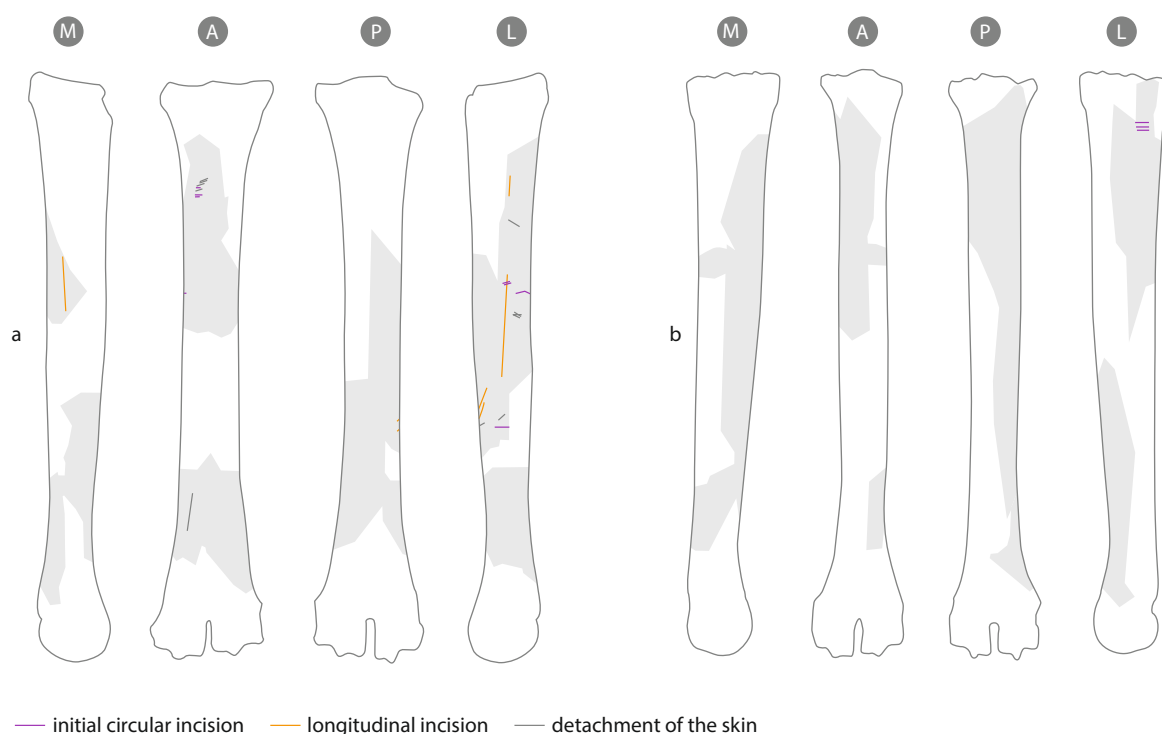 M A P L M A P L
a b
initial circular incision longitudinal incision detachment of the skin